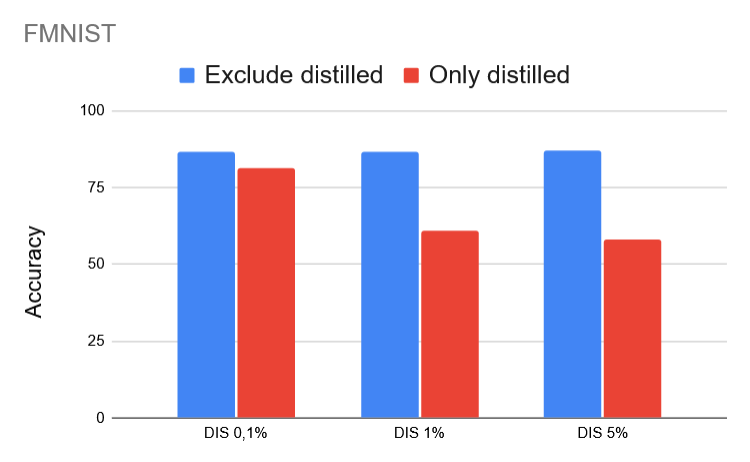 FMNIST
Exclude distilled Only distilled
100
75
50
25
0
Accuracy
DIS 0,1% DIS 1% DIS 5%